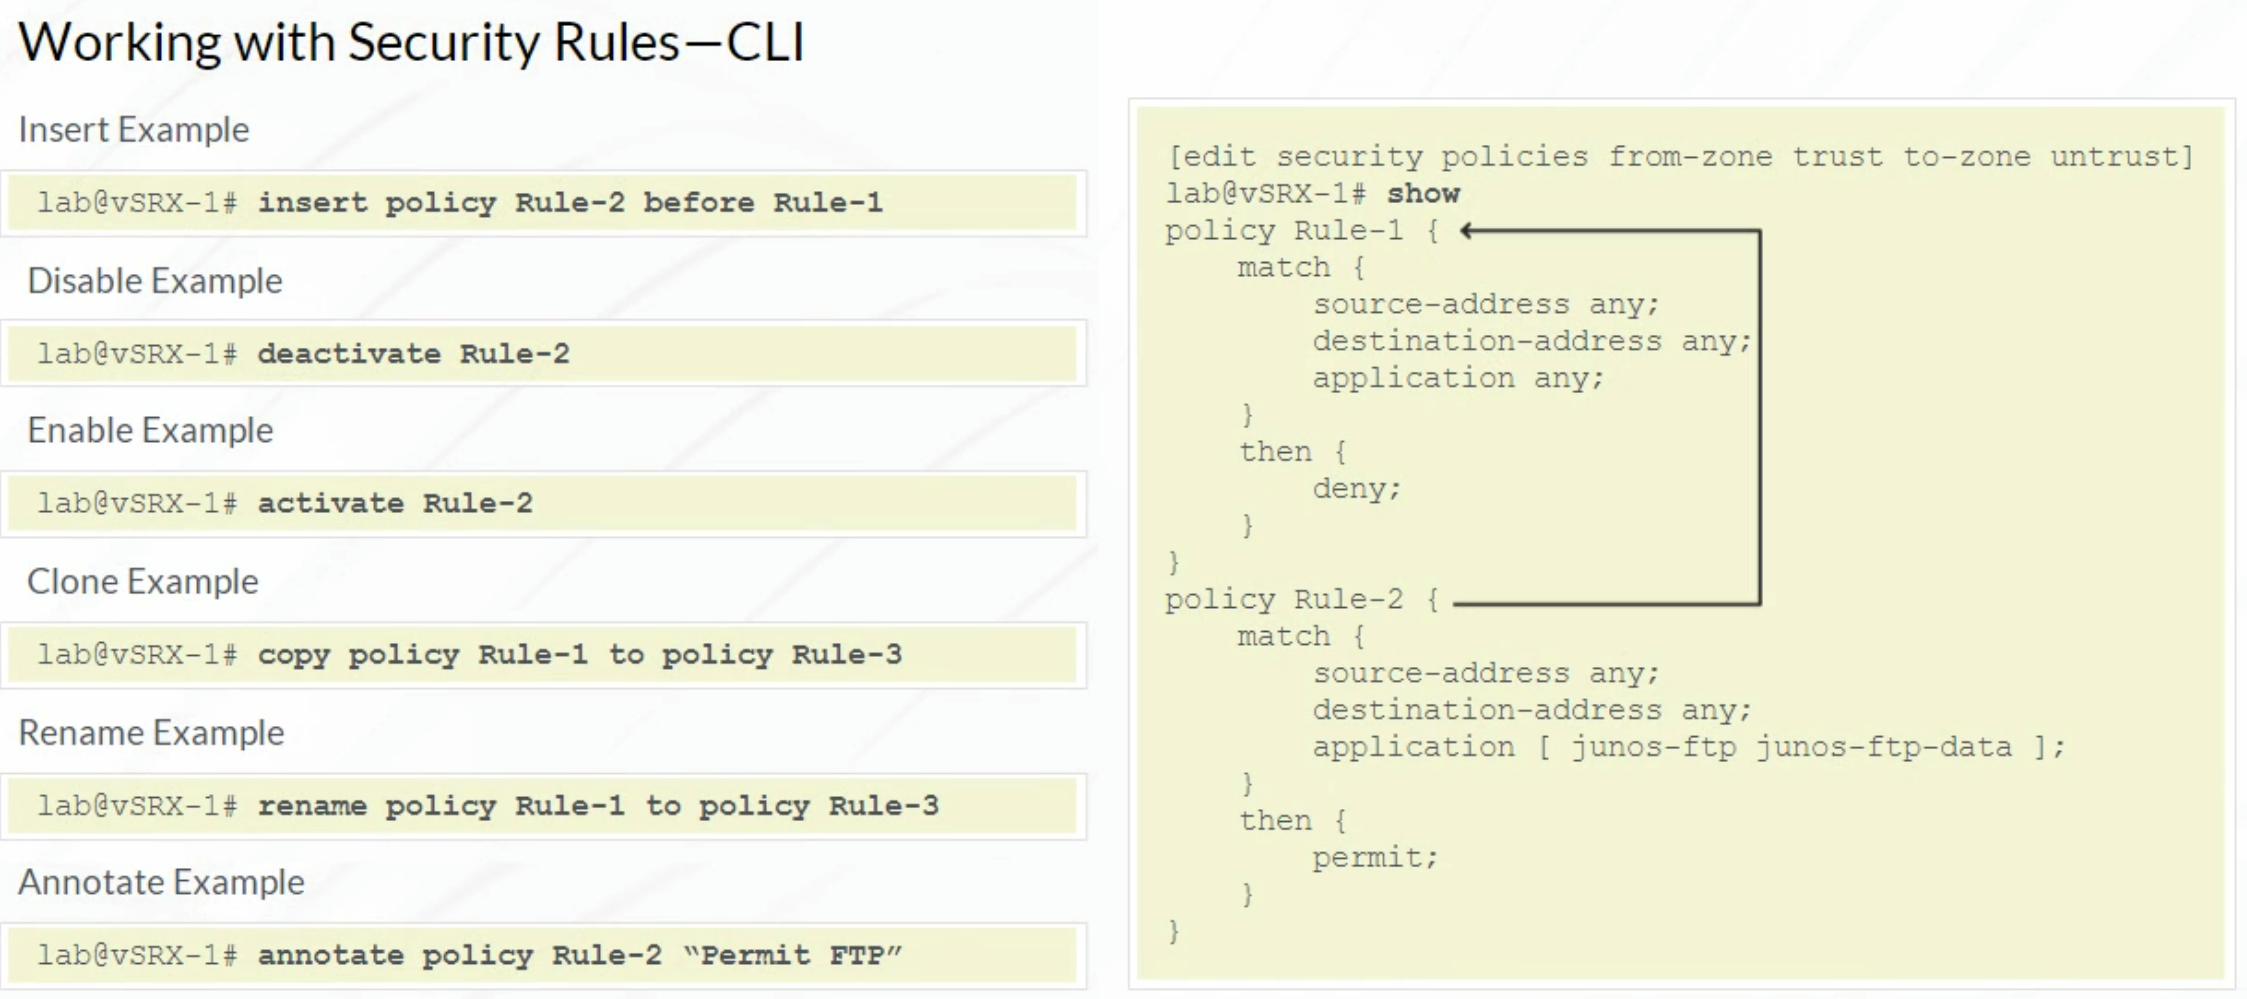 Working with Security Rules—CLI
Insert Example
lab@vSRX-1# insert policy Rule-2 before Rule-1
Disable Example
lab@vSRX-1# deactivate Rule-2
Enable Example
lab@vSRX-1# activate Rule-2
Clone Example
lab@vSRX-1# copy policy Rule-1 to policy Rule-3
Rename Example
lab@vSRX-1# rename policy Rule-1 to policy Rule-3
Annotate Example
lab@vSRX-1# annotate policy Rule-2 “Permit FTP”
[edit security policies from-zone trust to-zone untrust]
lab@vSRX-1# show
policy Rule-1 {
match {
source-address any;
destination-address any;
application any;
}
then {
deny;
}
}
policy Rule-2 {
match {
source-address any;
destination-address any;
application [ junos-ftp junos-ftp-data ];
}
then {
permit;
}
}